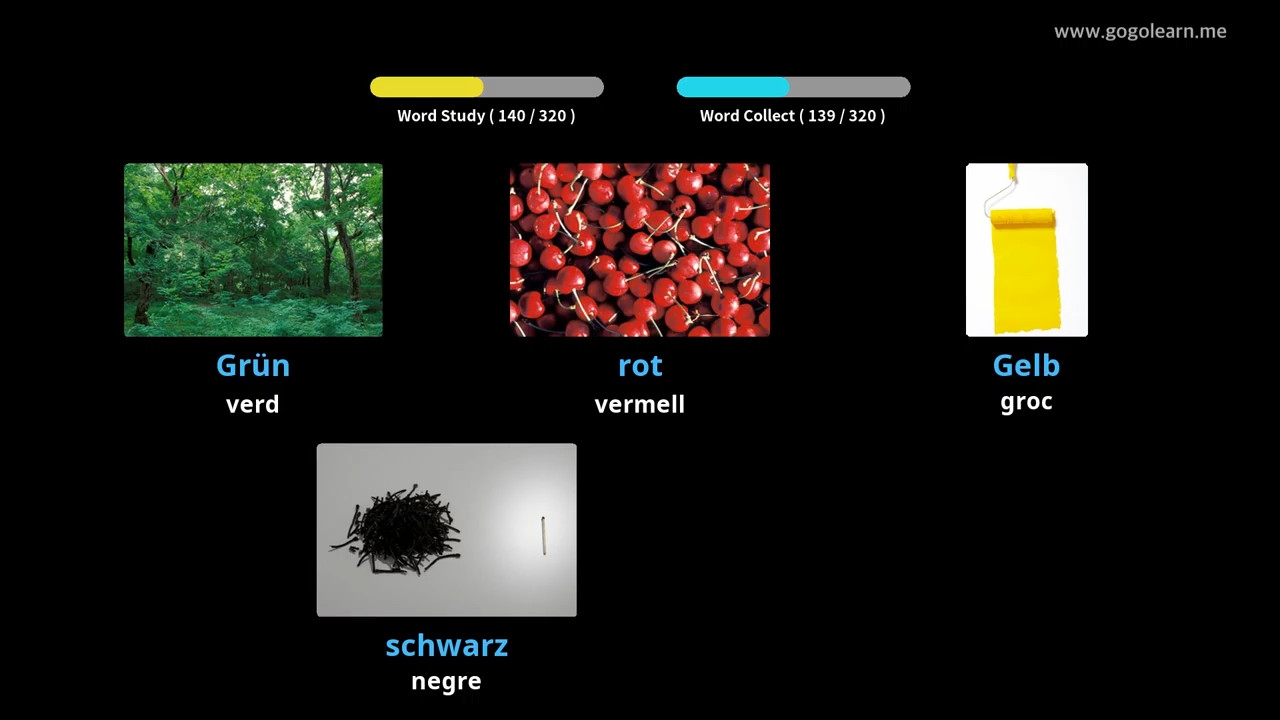 www.gogolearn.me
Word Study ( 140 / 320 )
Word Collect ( 139 / 320 )
Grün
verd
rot
vermell
Gelb
groc
schwarz
negre